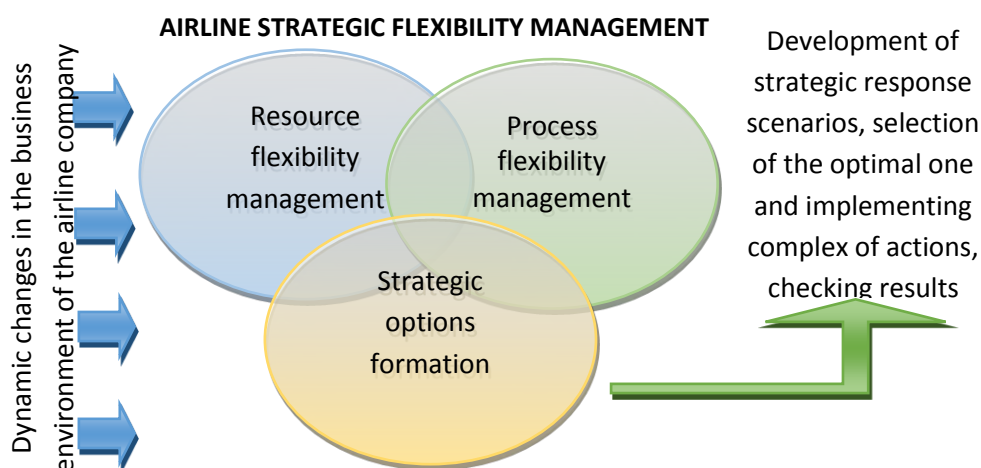 AIRLINE STRATEGIC FLEXIBILITY MANAGEMENT
Dynamic changes in the business
environment of the airline company
Resource
flexibility
management
Process
flexibility
management
Strategic
options
formation
Development of
strategic response
scenarios, selection
of the optimal one
and implementing
complex of actions,
checking results